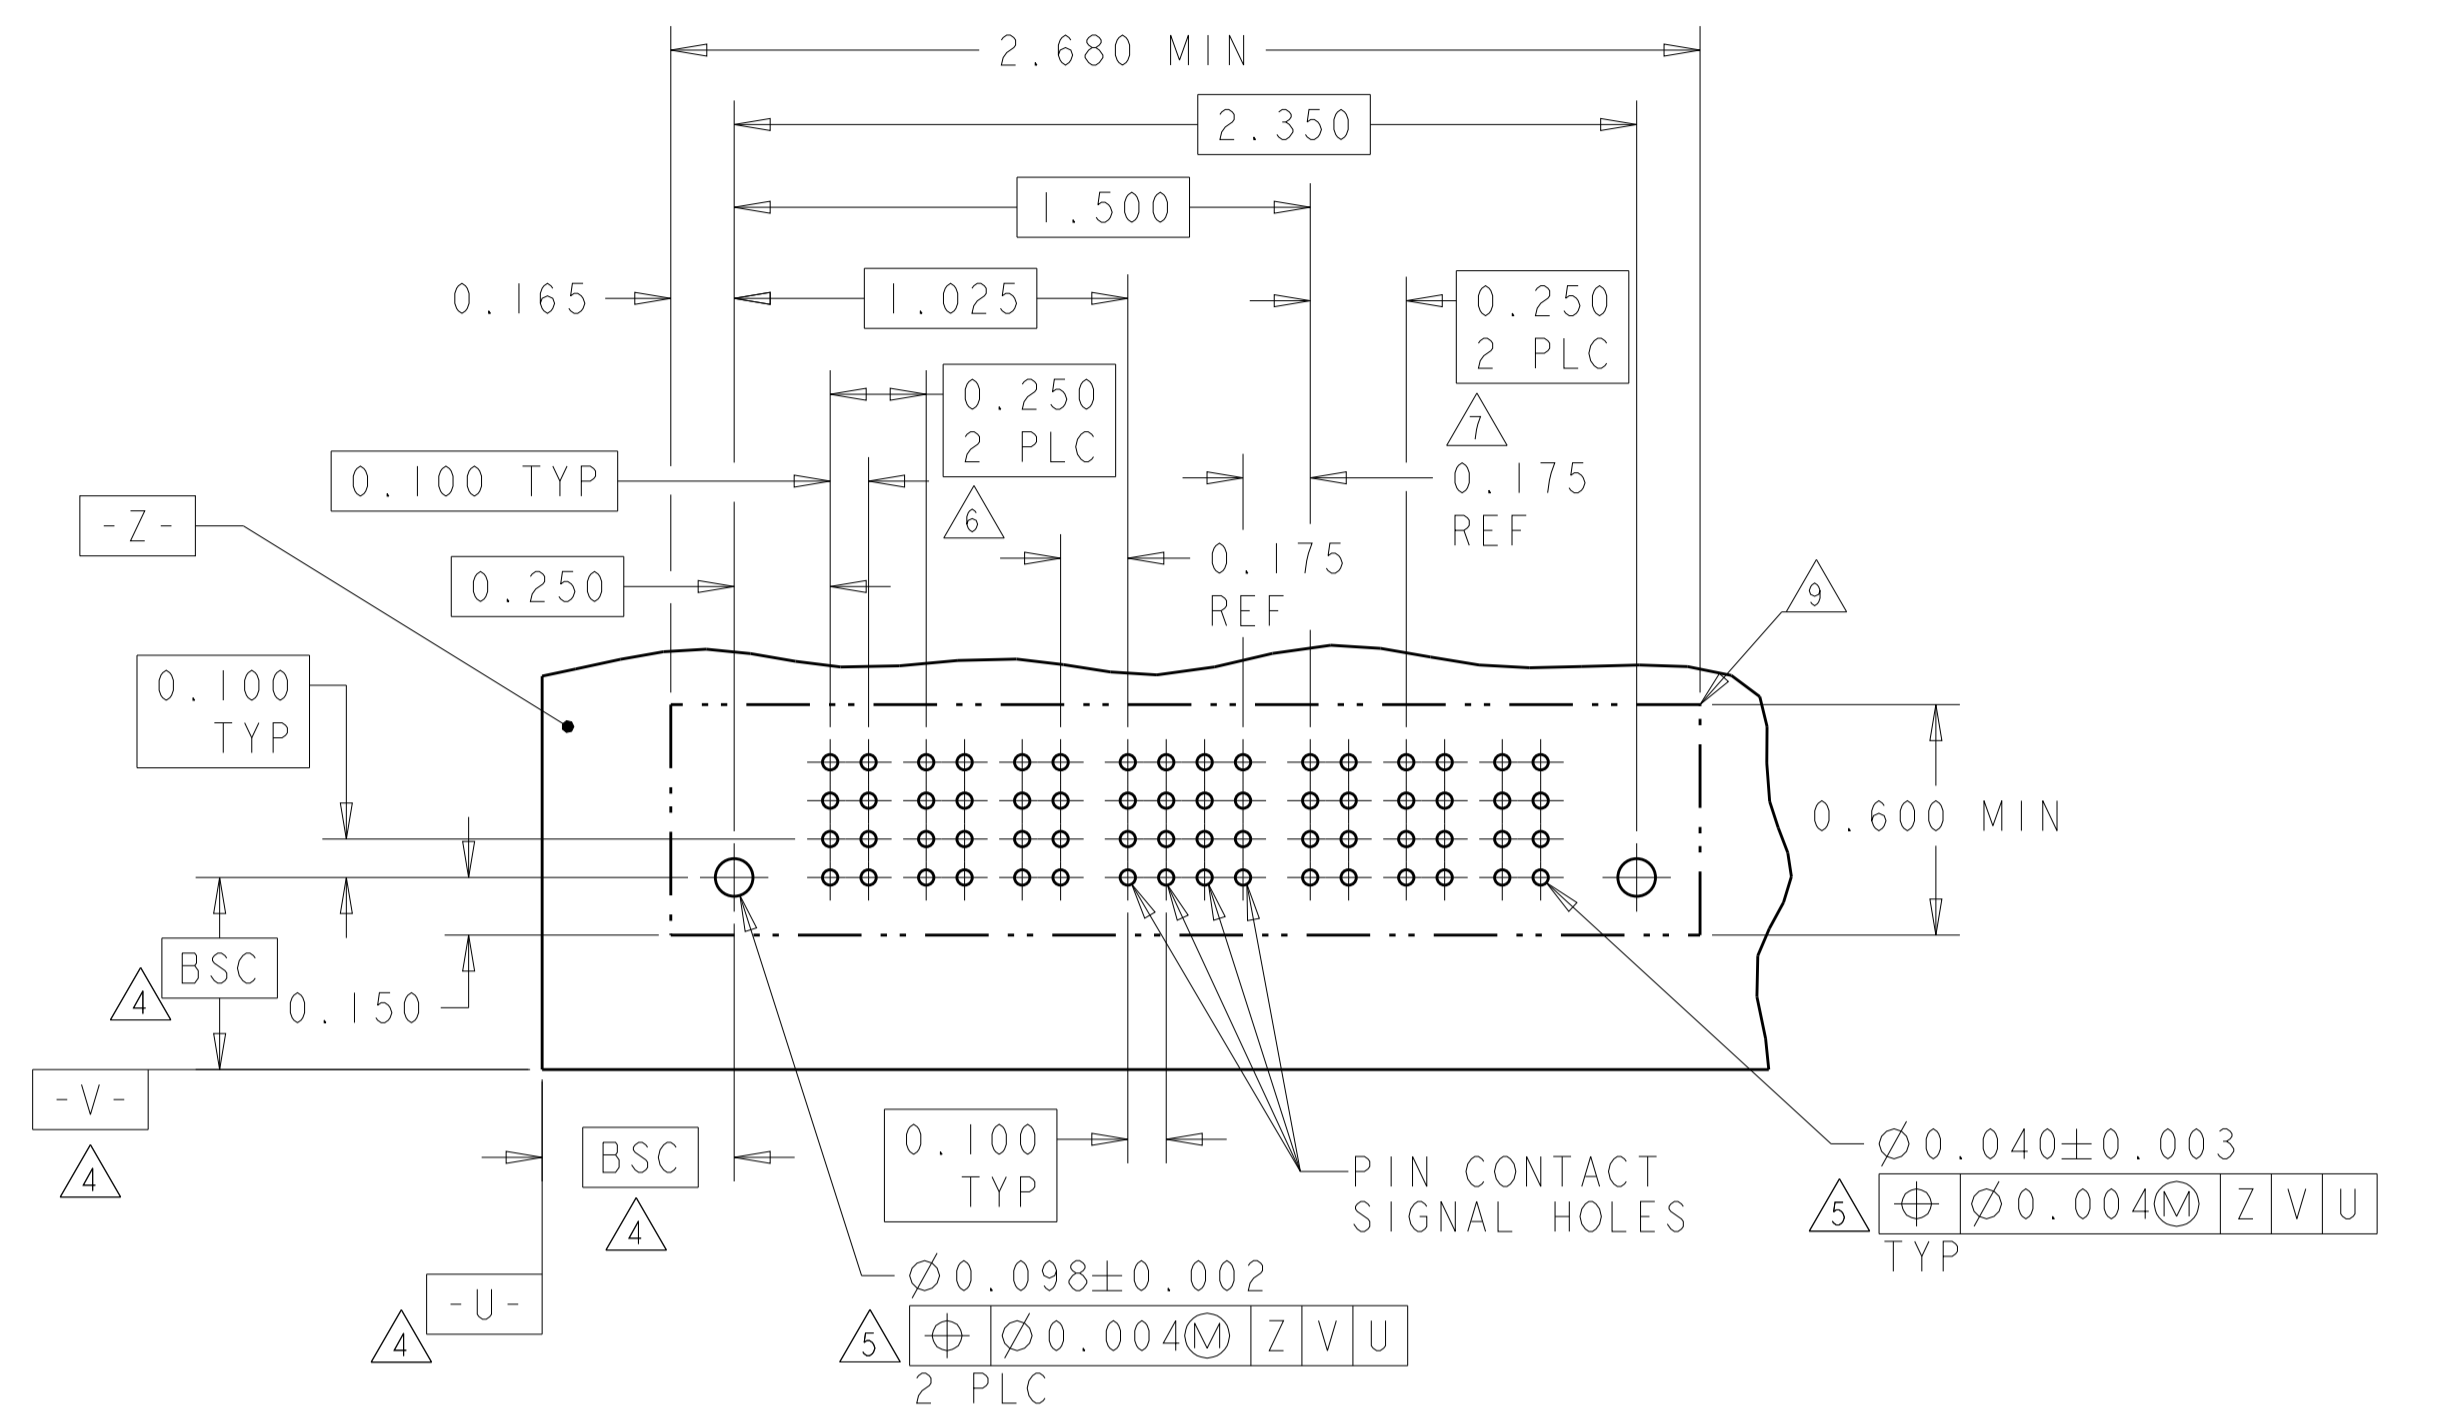 2.680 MIN
2.350
1.500
0.165
1.025
0.250
2 PLC
7
0.250
2 PLC
6
0.100 TYP
0.175
REF
-Z-
0.175
REF
0.250
9
0.100
TYP
0.600 MIN
BSC
4
0.150
-V-
4
BSC
4
0.100
TYP
PIN CONTACT
SIGNAL HOLES
Ø0.040±0.003
5 ⌖ Ø0.004Ⓜ Z V U
TYP
-U-
4
Ø0.098±0.002
5 ⌖ Ø0.004Ⓜ Z V U
2 PLC